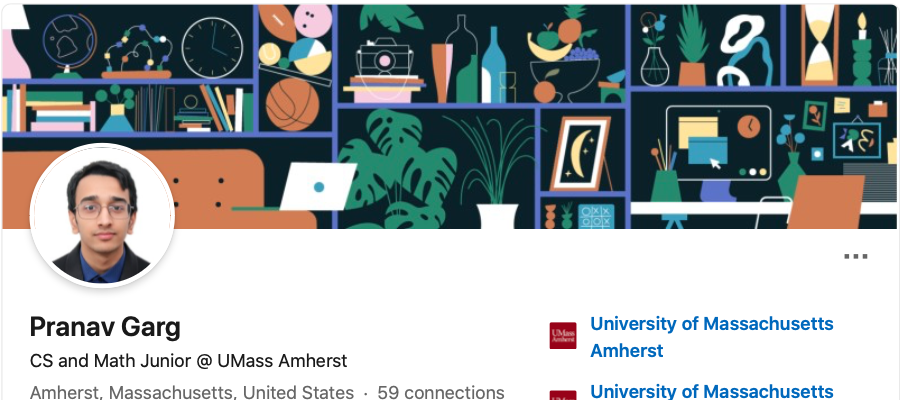 Pranav Garg
CS and Math Junior @ UMass Amherst
Amherst, Massachusetts, United States · 59 connections
UMass
Amherst
University of Massachusetts
Amherst
University of Massachusetts